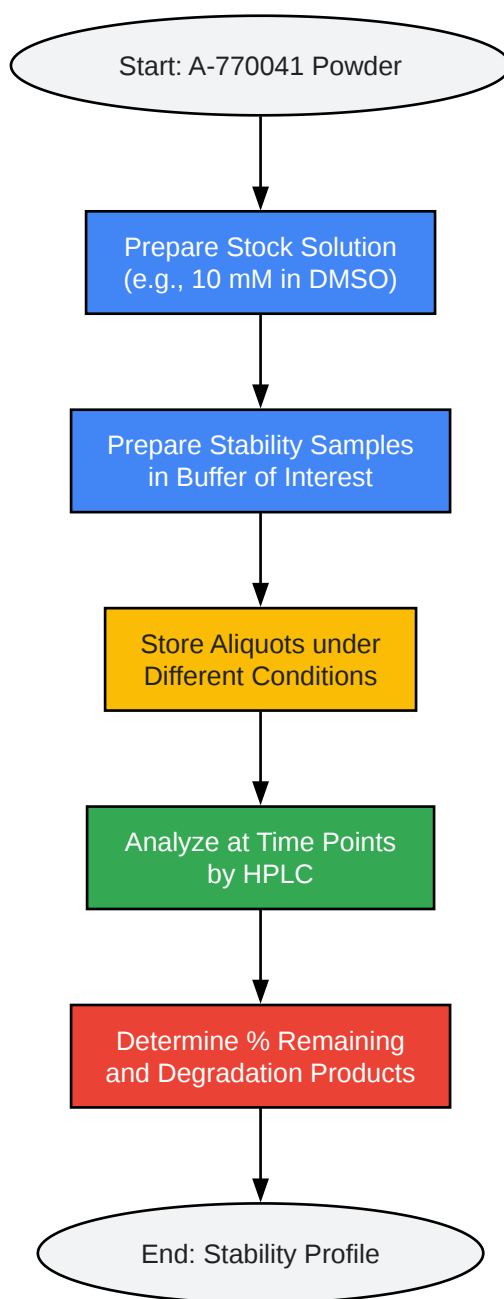 Start: A-770041 Powder
Prepare Stock Solution
(e.g., 10 mM in DMSO)
Prepare Stability Samples
in Buffer of Interest
Store Aliquots under
Different Conditions
Analyze at Time Points
by HPLC
Determine % Remaining
and Degradation Products
End: Stability Profile